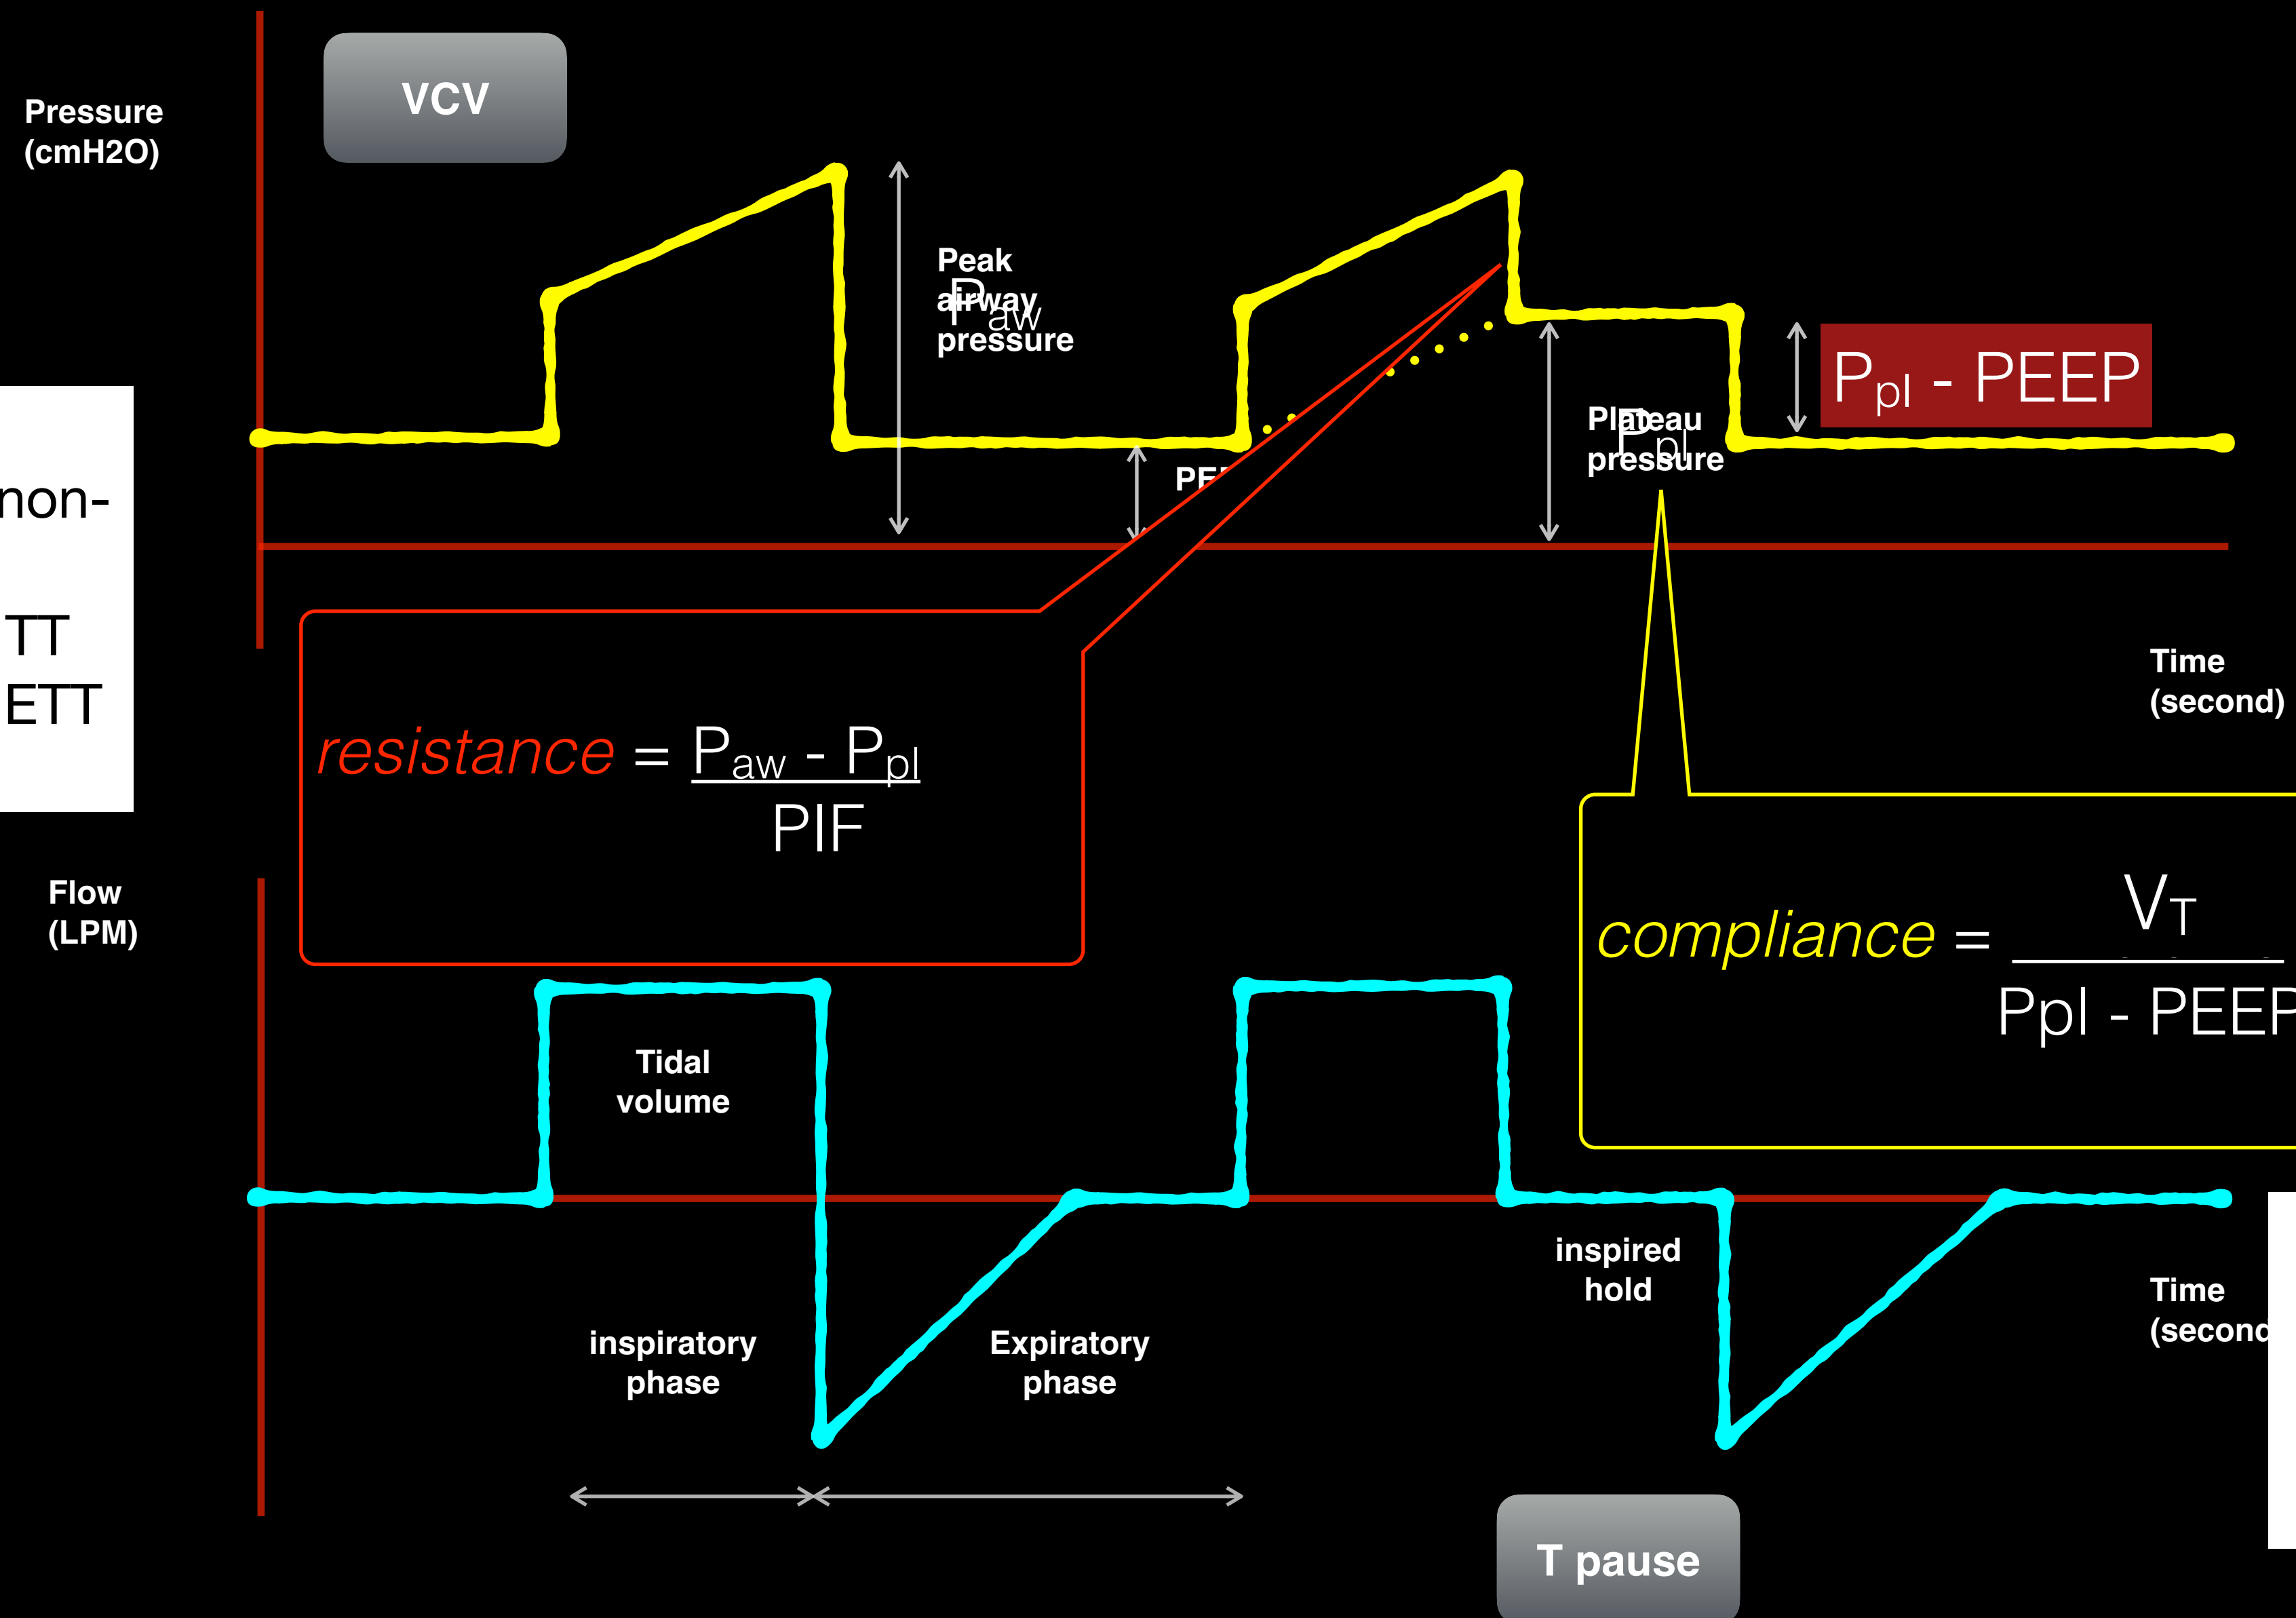 VCV
Pressure
(cmH2O)
Peak
airway
pressure
Paw
Ppl - PEEP
Plateau
pressure
Ppl
non-
TT
ETT
Time
(second)
resistance = Paw - Ppl
PIF
Flow
(LPM)
compliance = VT
Ppl - PEEP
Tidal
volume
inspired
hold
Time
(second
inspiratory
phase
Expiratory
phase
T pause